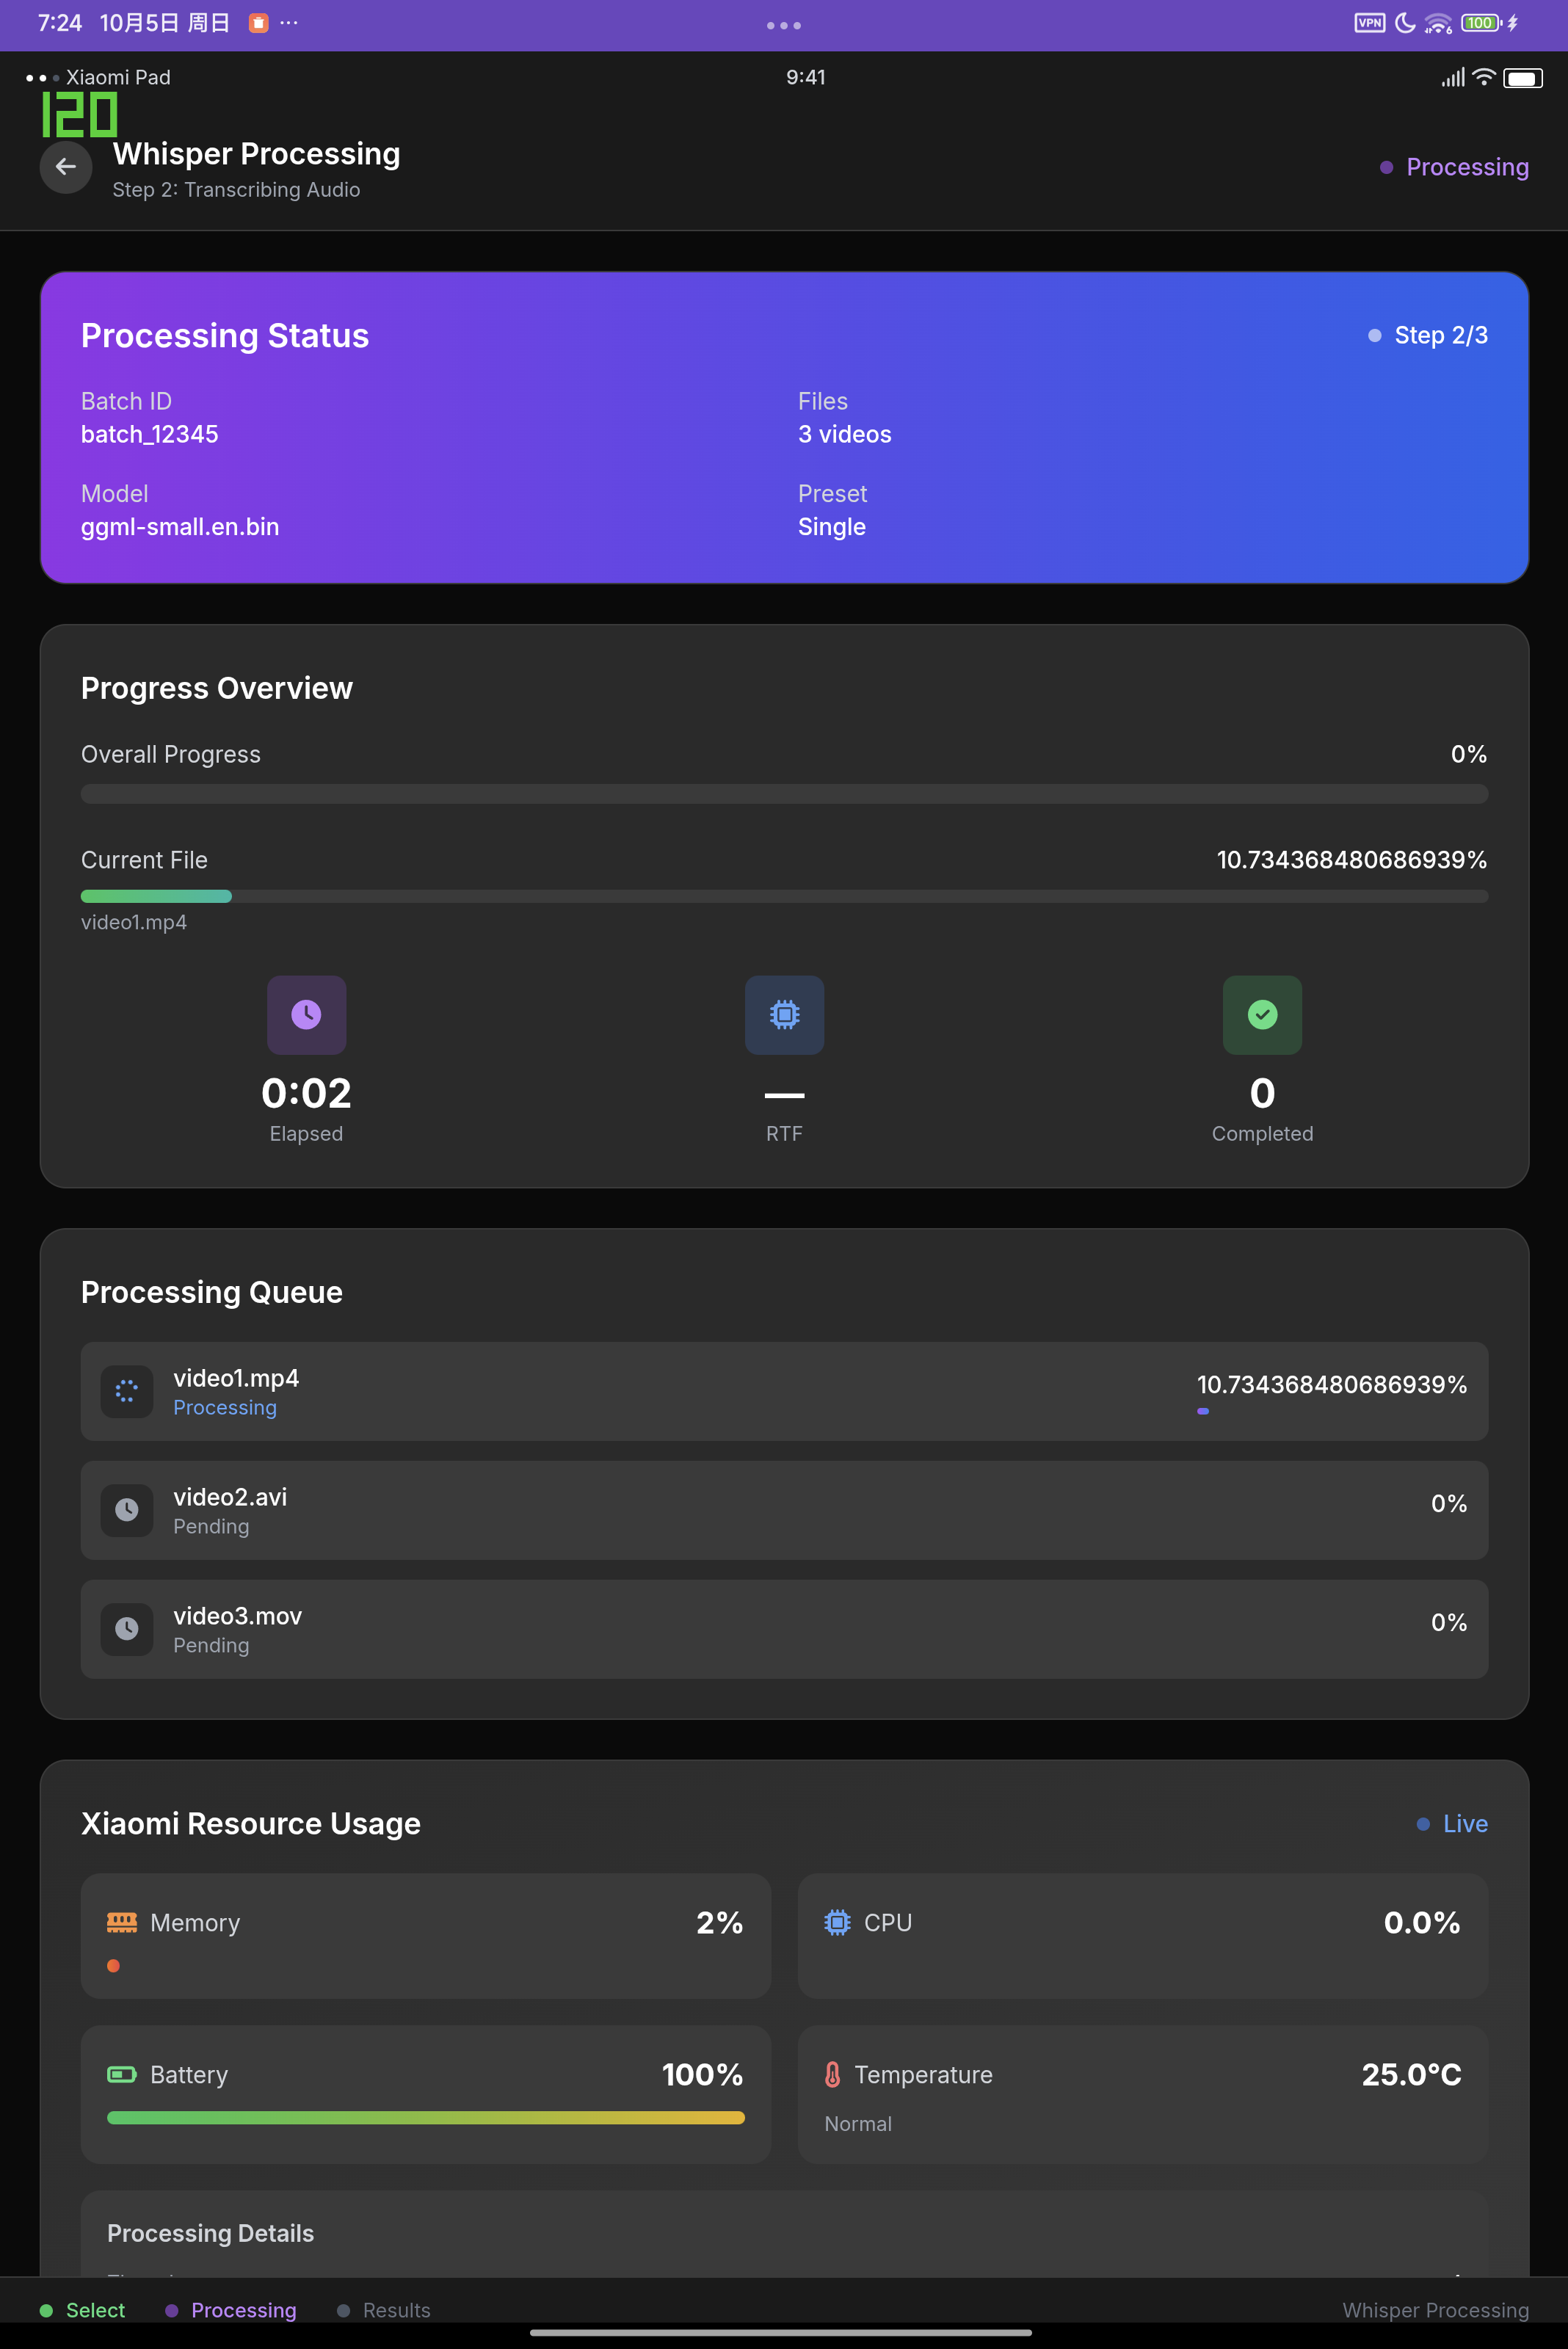 7:24 10月5日 周日 ···
VPN 6 100
Xiaomi Pad 9:41
120
Whisper Processing
Step 2: Transcribing Audio
Processing
Processing Status
Step 2/3
Batch ID Files
batch_12345 3 videos
Model Preset
ggml-small.en.bin Single
Progress Overview
Overall Progress 0%
Current File 10.734368480686939%
video1.mp4
0:02 — 0
Elapsed RTF Completed
Processing Queue
video1.mp4
Processing
10.734368480686939%
video2.avi
Pending
0%
video3.mov
Pending
0%
Xiaomi Resource Usage Live
Memory 2% CPU 0.0%
Battery 100% Temperature 25.0°C
Normal
Processing Details
Select Processing Results Whisper Processing